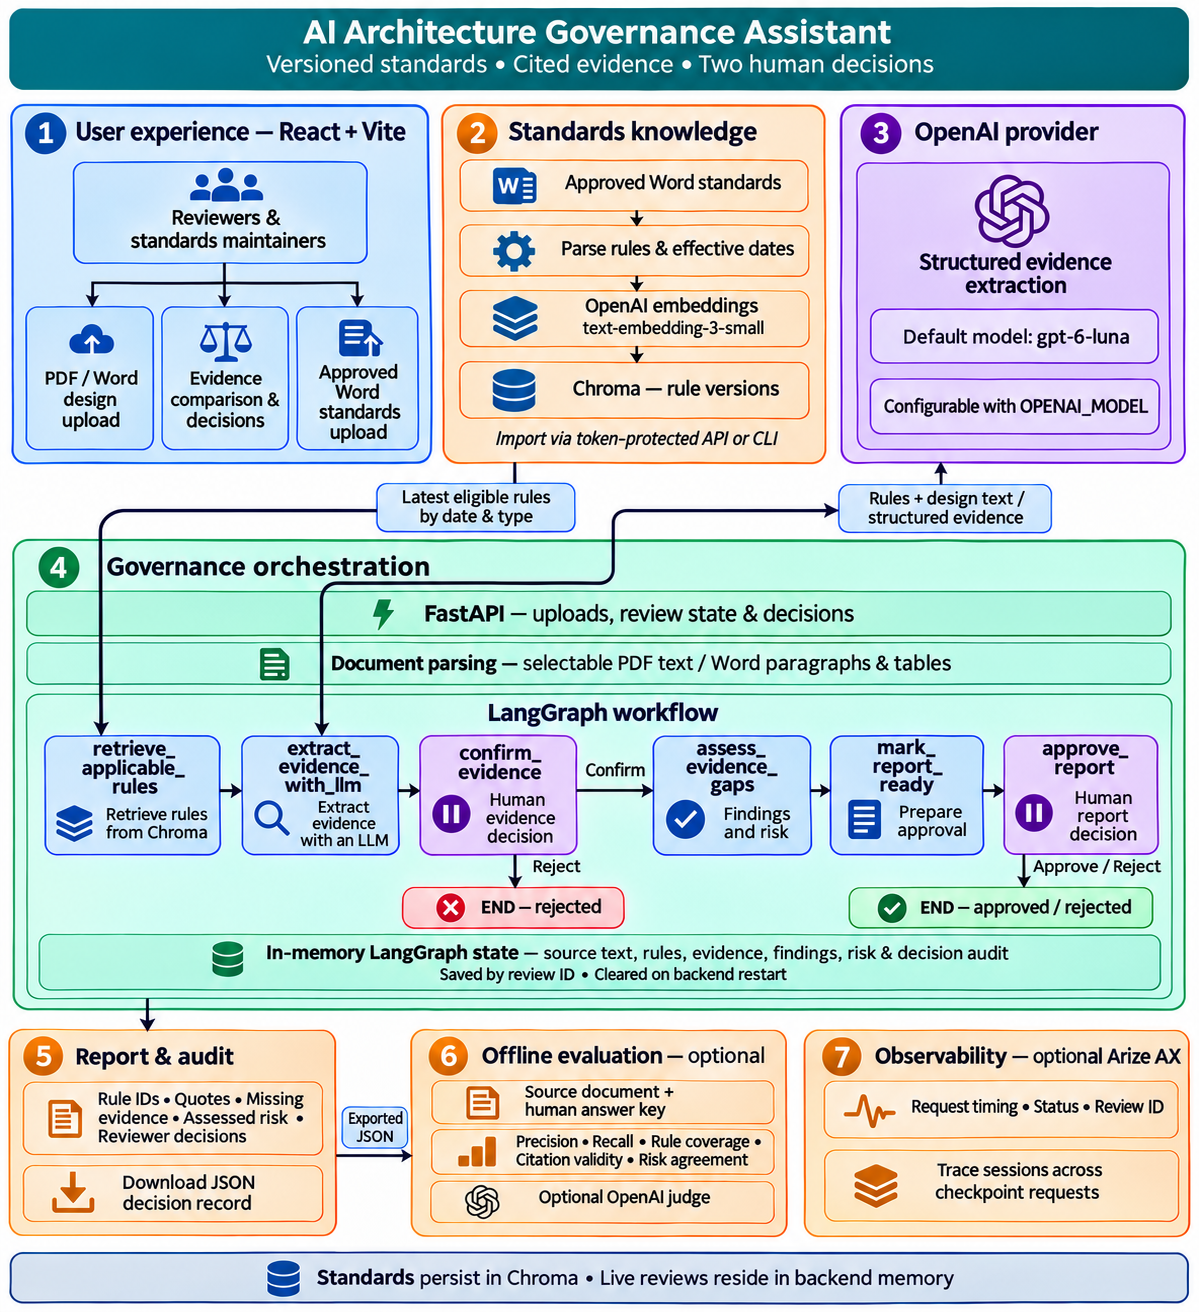 AI Architecture Governance Assistant
Versioned standards • Cited evidence • Two human decisions
1 User experience — React + Vite
Reviewers &
standards maintainers
PDF / Word
design
upload
Evidence
comparison &
decisions
Approved
Word
standards
upload
2 Standards knowledge
W
Approved Word standards
Parse rules & effective dates
OpenAI embeddings
text-embedding-3-small
Chroma — rule versions
Import via token-protected API or CLI
3 OpenAI provider
Structured evidence
extraction
Default model: gpt-6-luna
Configurable with OPENAI_MODEL
Latest eligible rules
by date & type
Rules + design text /
structured evidence
4 Governance orchestration
FastAPI — uploads, review state & decisions
Document parsing — selectable PDF text / Word paragraphs & tables
LangGraph workflow
retrieve_
applicable_
rules
Retrieve rules
from Chroma
extract_
evidence_
with_llm
Extract
evidence
with an LLM
confirm_
evidence
Human
evidence
decision
Confirm
Reject
END — rejected
assess_
evidence_
gaps
Findings
and risk
mark_
report_
ready
Prepare
approval
approve_
report_
Human
report
decision
Approve / Reject
END — approved / rejected
In-memory LangGraph state — source text, rules, evidence, findings, risk & decision audit
Saved by review ID • Cleared on backend restart
5 Report & audit
Rule IDs • Quotes • Missing
evidence • Assessed risk •
Reviewer decisions
Download JSON
decision record
Exported
JSON
6 Offline evaluation — optional
Source document +
human answer key
Precision • Recall • Rule coverage •
Citation validity • Risk agreement
Optional OpenAI judge
7 Observability — optional Arize AX
Request timing • Status • Review ID
Trace sessions across
checkpoint requests
Standards persist in Chroma • Live reviews reside in backend memory